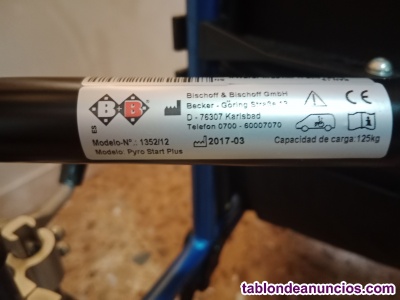 B+B
Bischoff & Bischoff GmbH
Becker - Göring Straße 13
D - 76307 Karlsbad
Telefon 0700 - 60007070
ES
Modelo-Nº.: 1352/12
Modelo: Pyro Start Plus
2017-03
Capacidad de carga: 125kg
CE
tablondeanuncios.com